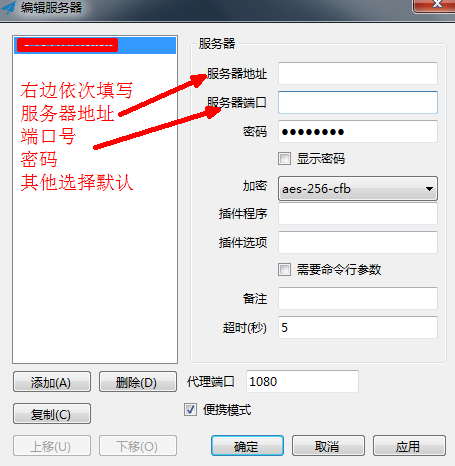 编辑服务器
服务器
右边依次填写
服务器地址
端口号
密码
其他选择默认
服务器地址
服务器端口
密码 ●●●●●●●●
显示密码
加密 aes-256-cfb
插件程序
插件选项
需要命令行参数
备注
超时(秒) 5
添加(A) 删除(D) 代理端口 1080
复制(C) 便携模式
上移(U) 下移(O) 确定 取消 应用